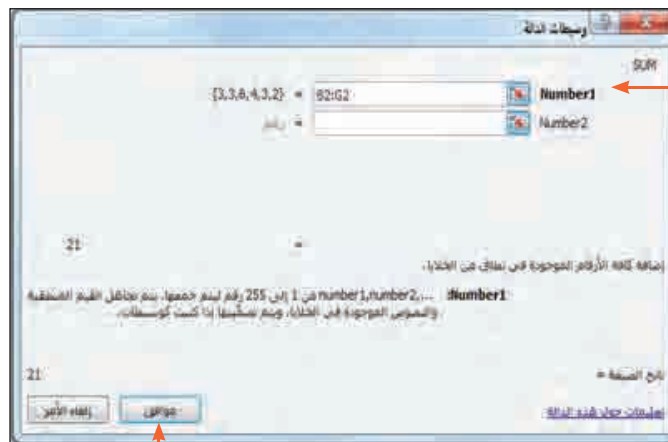 وسيطات الدالة
SUM
Number1 B2:G2 = {3,3,6,4,3,2}
Number2 = رقم
= 21
إضافة كافة الأرقام الموجودة في نطاق من الخلايا.
Number1: number1,number2,... من 1 إلى 255 رقم ليتم جمعها. يتم تجاهل القيم المنطقية
والنصوص الموجودة في الخلايا، ويتم تضمينها إذا كتبت كوسيطات.
ناتج الصيغة = 21
تعليمات حول هذه الدالة
موافق إلغاء الأمر